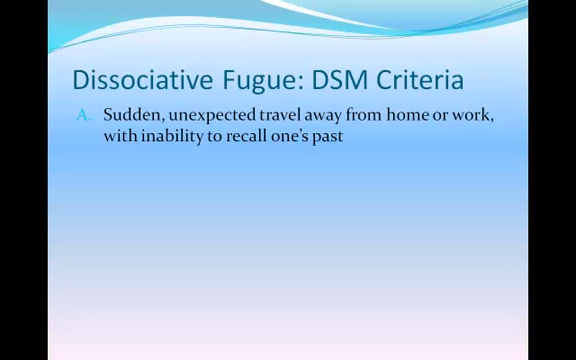 Dissociative Fugue: DSM Criteria
A. Sudden, unexpected travel away from home or work,
with inability to recall one's past